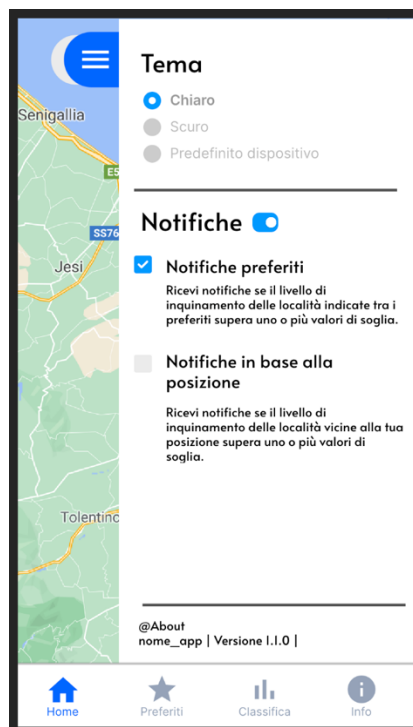 Tema
Chiaro
Scuro
Predefinito dispositivo
Notifiche
Notifiche preferiti
Ricevi notifiche se il livello di
inquinamento delle località indicate tra i
preferiti supera uno o più valori di soglia.
Notifiche in base alla
posizione
Ricevi notifiche se il livello di
inquinamento delle località vicine alla tua
posizione supera uno o più valori di
soglia.
@About
nome_app | Versione 1.1.0 |
Senigallia
E5
SS76
Jesi
Tolentino
Home
Preferiti
Classifica
Info